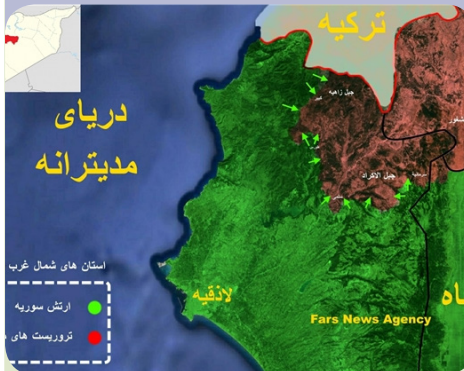 ترکیه
جبل زاهیه
دریای
مدیترانه
جبل الاکراد
استان های شمال غرب
ارتش سوریه
تروریست های
لاذقیه
اه
Fars News Agency